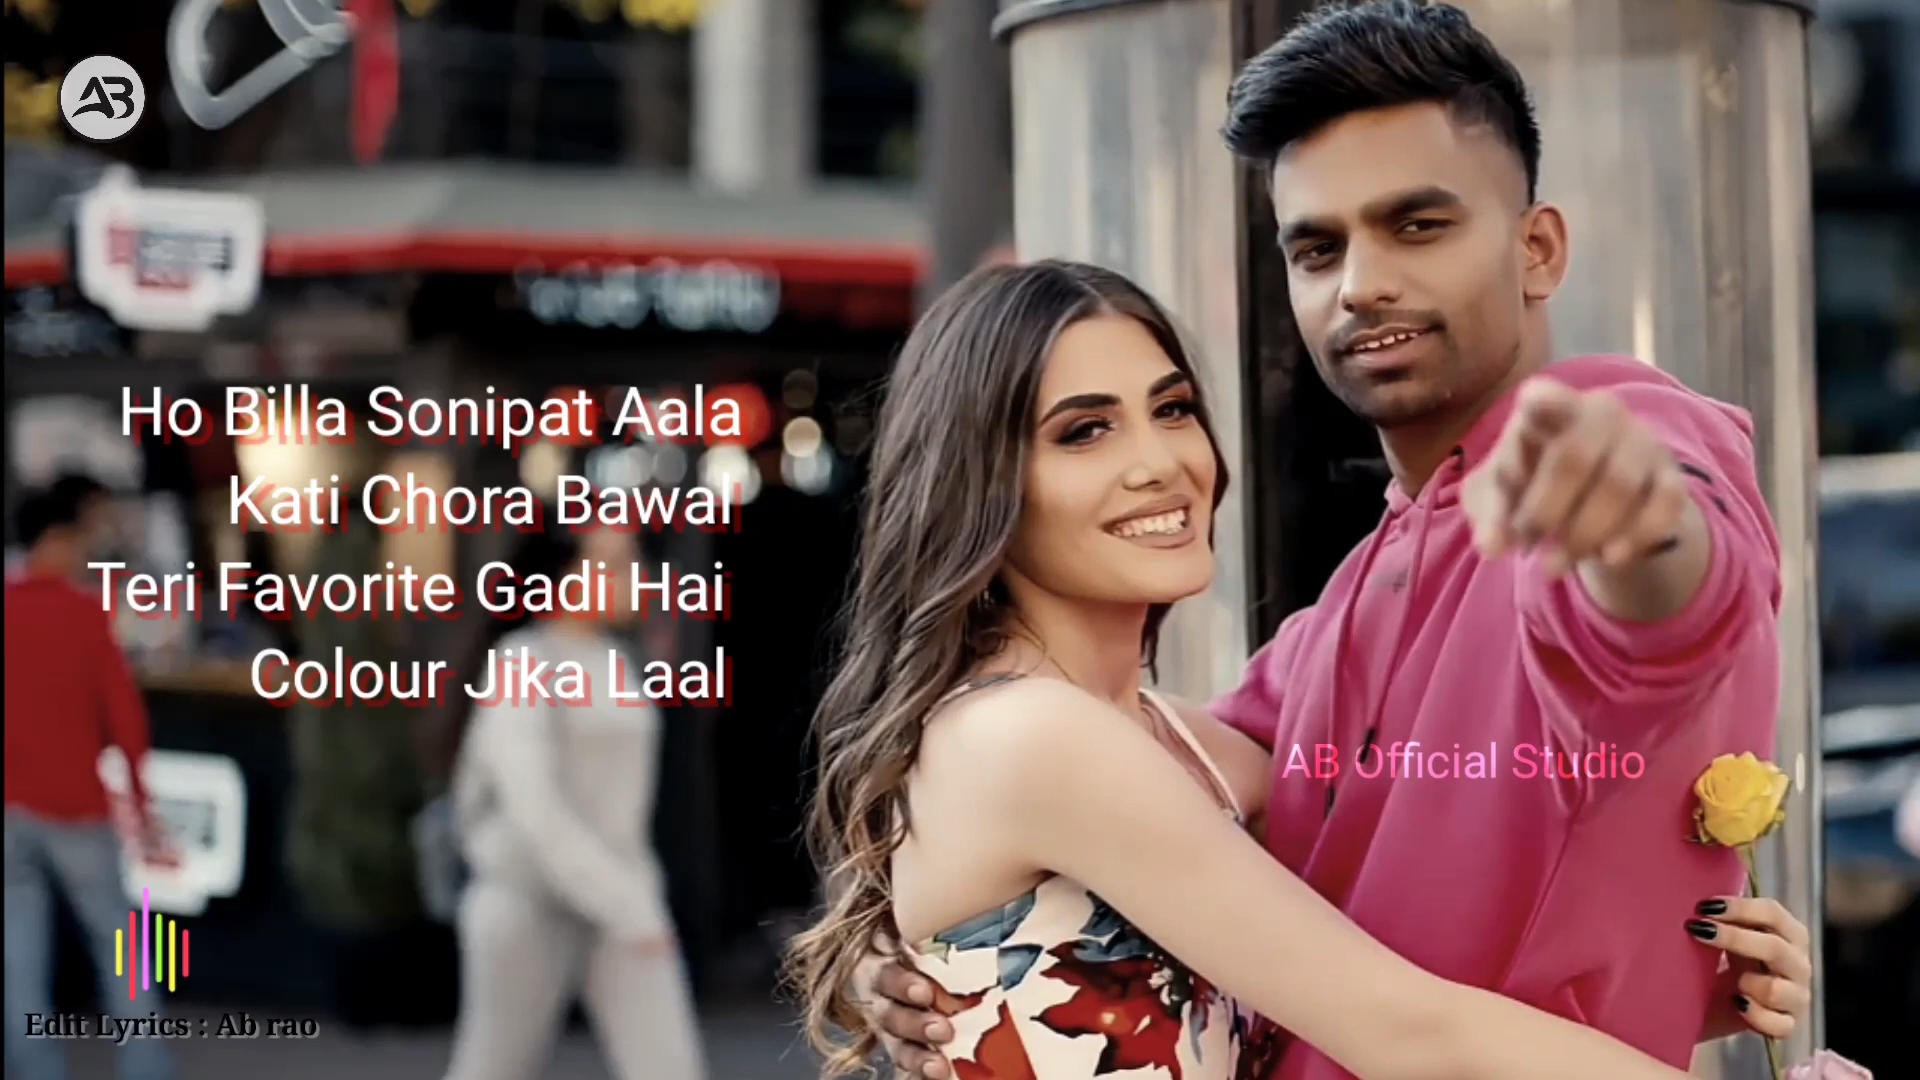 AB
Ho Billa Sonipat Aala
Kati Chora Bawal
Teri Favorite Gadi Hai
Colour Jika Laal
AB Official Studio
Edit Lyrics : Ab rao